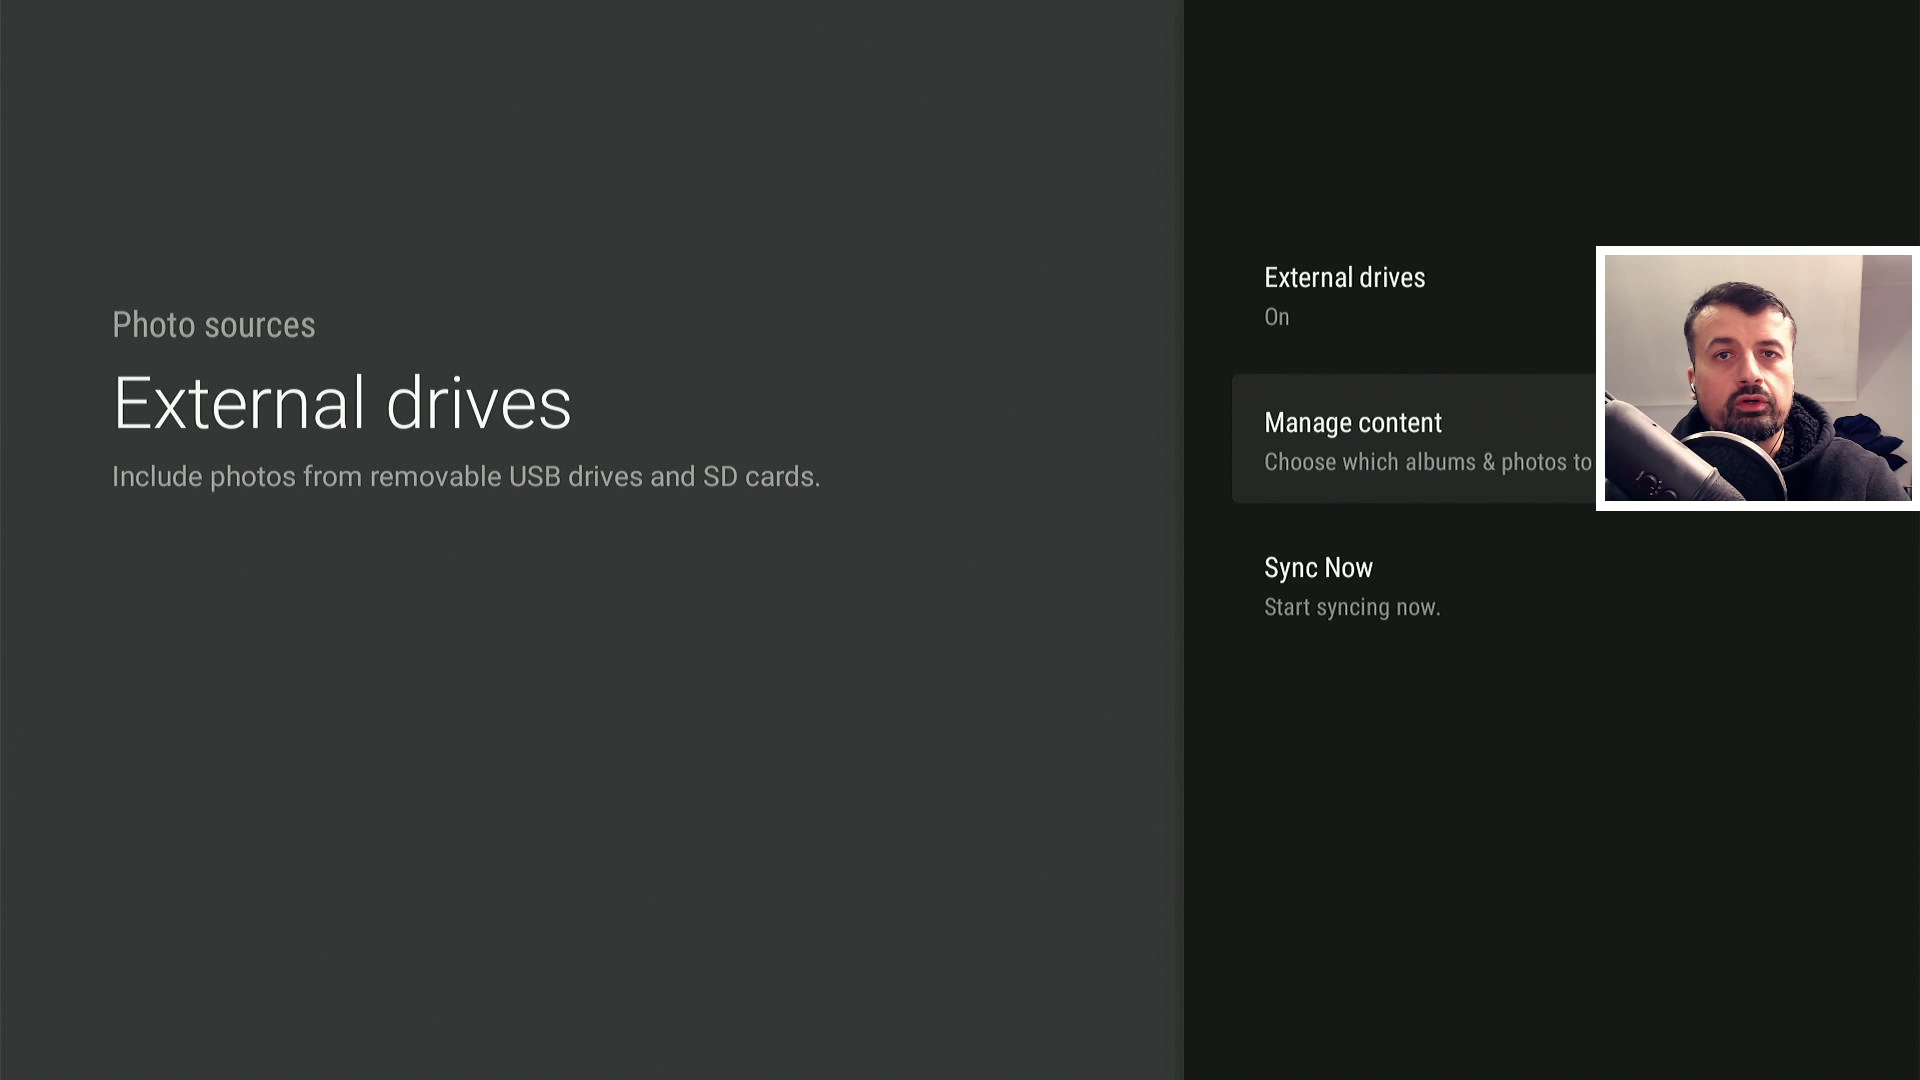 Photo sources
External drives
Include photos from removable USB drives and SD cards.
External drives
On
Manage content
Choose which albums & photos to
Sync Now
Start syncing now.